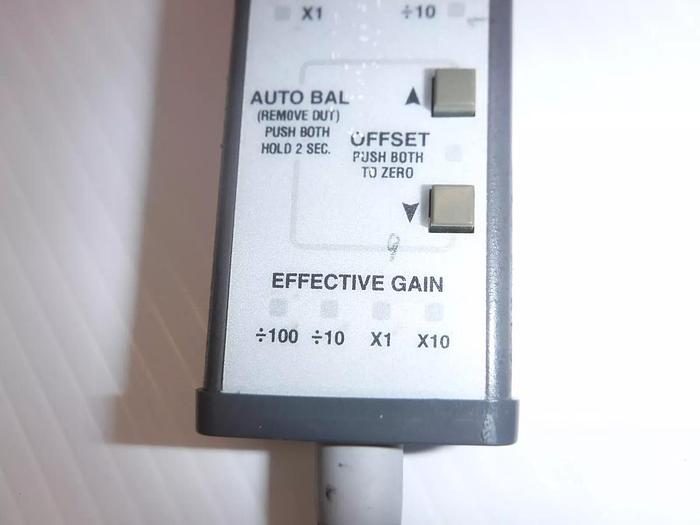 X1 ÷10
AUTO BAL
(REMOVE DUT)
PUSH BOTH
HOLD 2 SEC.
OFFSET
PUSH BOTH
TO ZERO
EFFECTIVE GAIN
÷100 ÷10 X1 X10